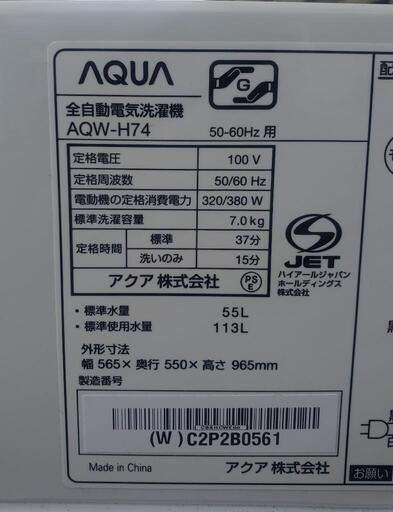 AQUA
G
全自動電気洗濯機
AQW-H74
50-60Hz 用
定格電圧 100 V
定格周波数 50/60 Hz
電動機の定格消費電力 320/380 W
標準洗濯容量 7.0kg
定格時間 標準 37分
洗いのみ 15分
アクア株式会社
PS
E
S
JET
ハイアールジャパン
ホールディングス
株式会社
・標準水量 55L
・標準使用水量 113L
外形寸法
幅 565× 奥行 550× 高さ 965mm
製造番号
(W) C2P2B0561
Made in China
アクア株式会社
配
お願い